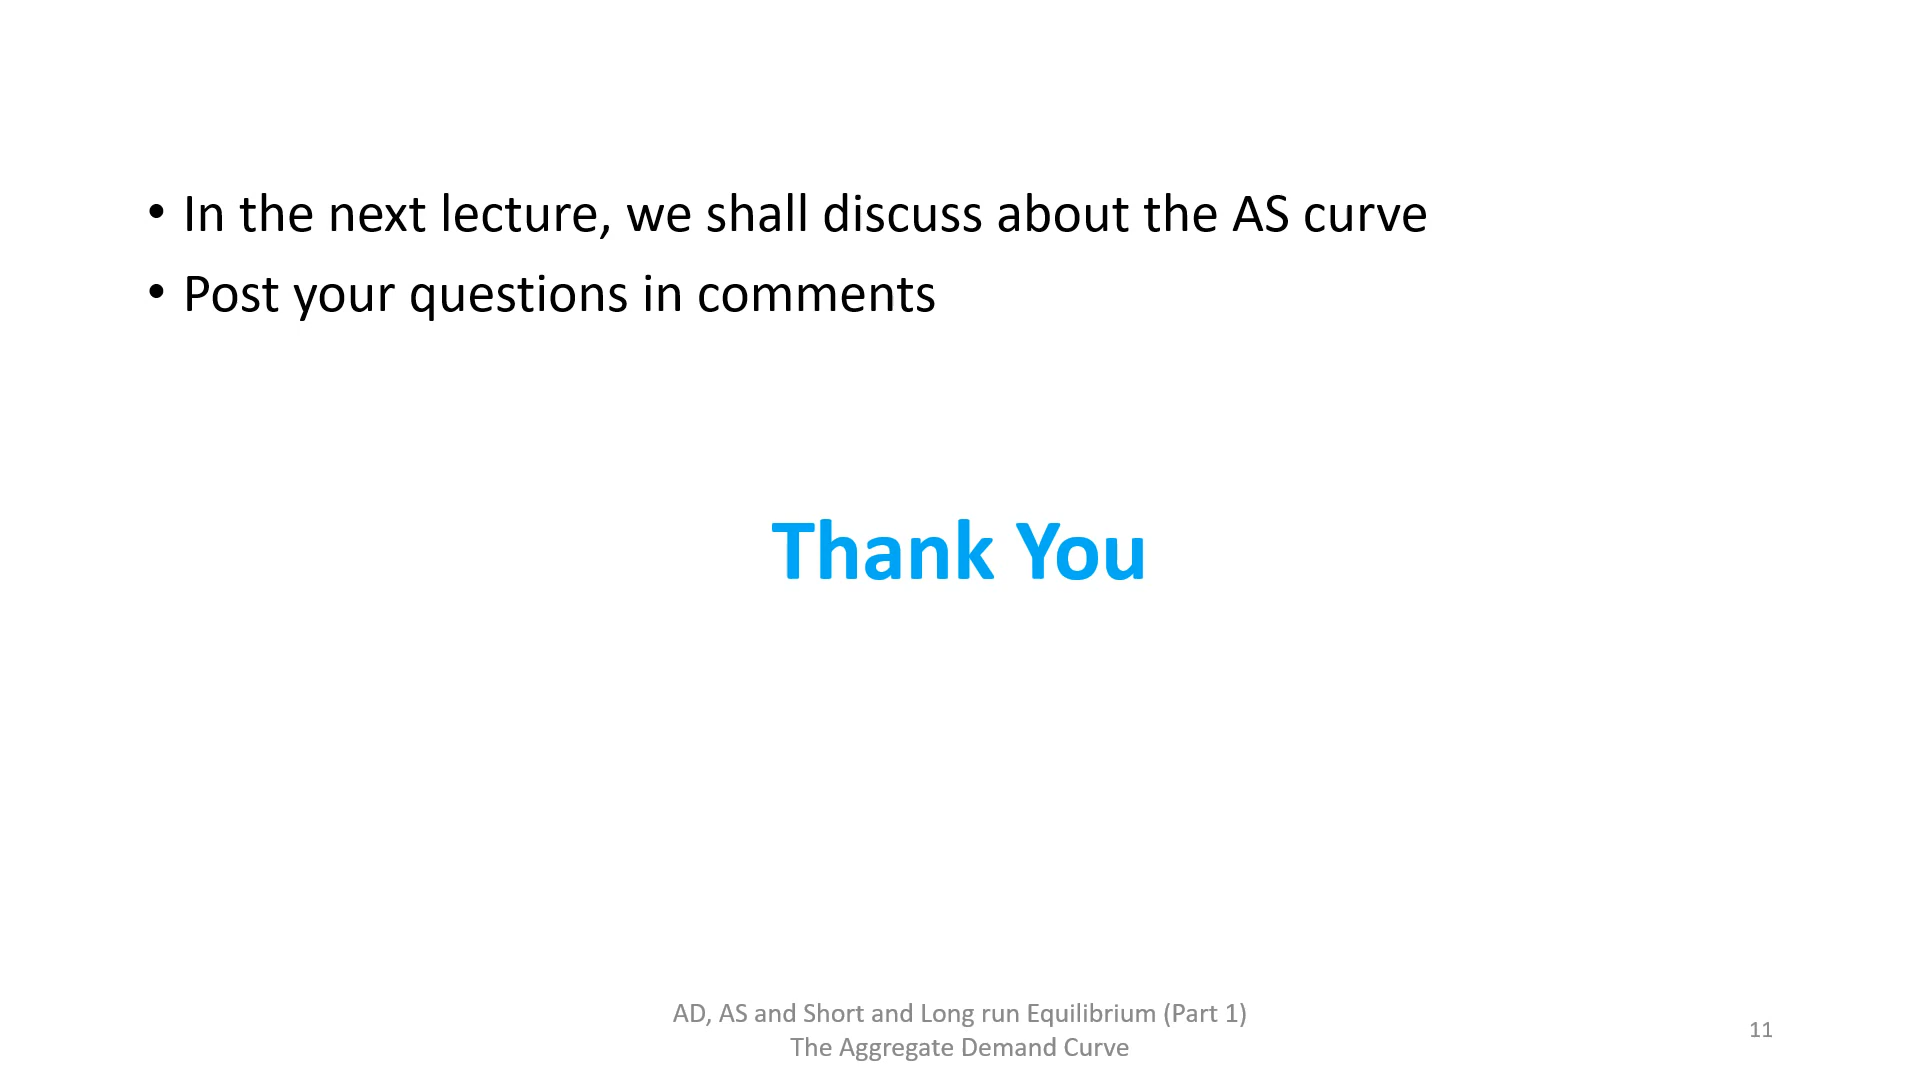 • In the next lecture, we shall discuss about the AS curve
• Post your questions in comments
Thank You
AD, AS and Short and Long run Equilibrium (Part 1)
The Aggregate Demand Curve
11